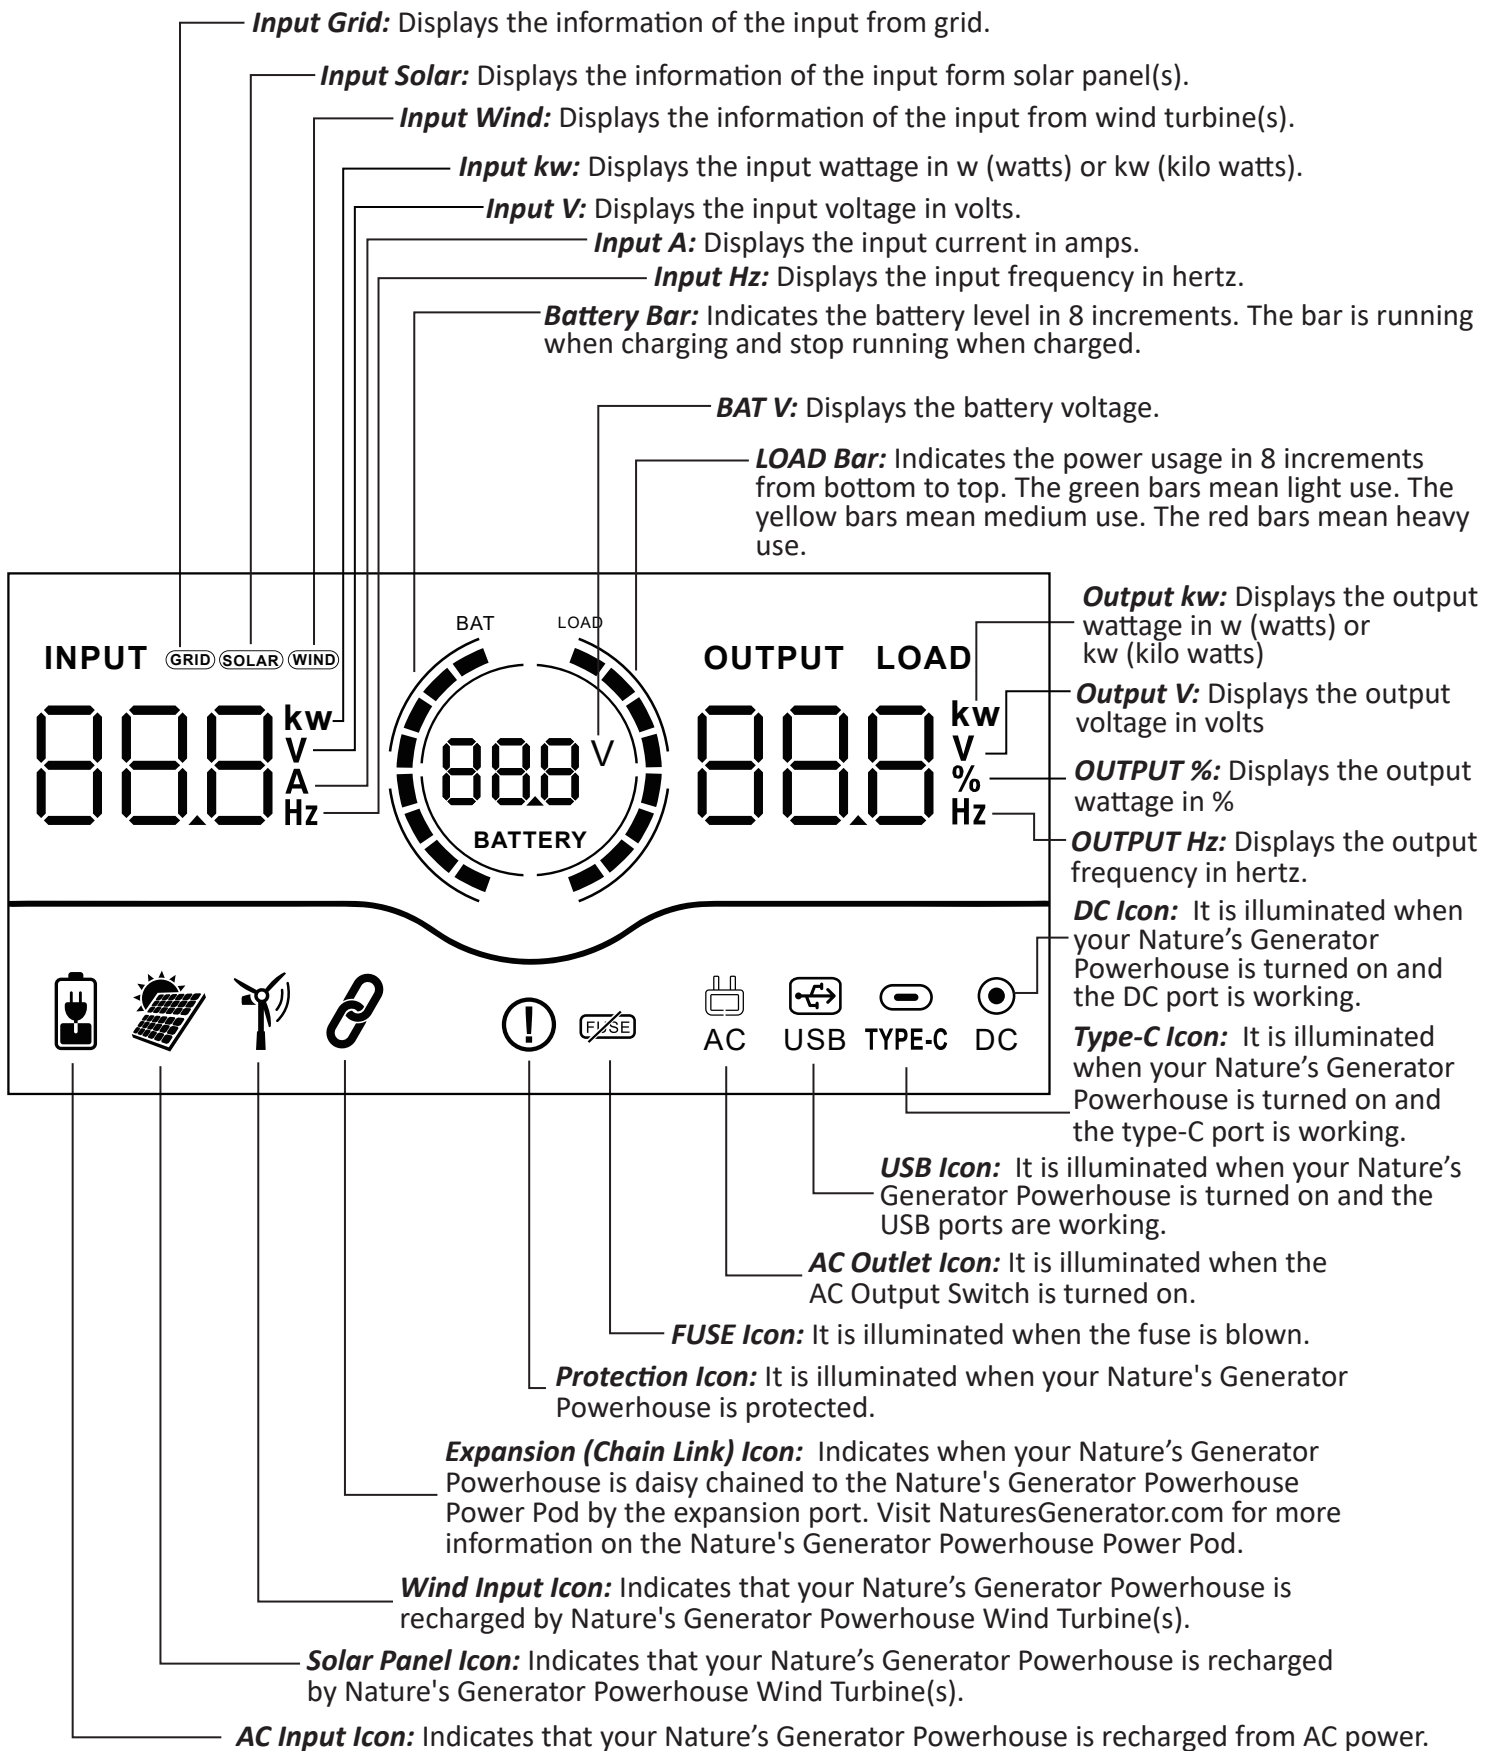 Input Grid: Displays the information of the input from grid.
Input Solar: Displays the information of the input form solar panel(s).
Input Wind: Displays the information of the input from wind turbine(s).
Input kw: Displays the input wattage in w (watts) or kw (kilo watts).
Input V: Displays the input voltage in volts.
Input A: Displays the input current in amps.
Input Hz: Displays the input frequency in hertz.
Battery Bar: Indicates the battery level in 8 increments. The bar is running
when charging and stop running when charged.
BAT V: Displays the battery voltage.
LOAD Bar: Indicates the power usage in 8 increments
from bottom to top. The green bars mean light use. The
yellow bars mean medium use. The red bars mean heavy
use.
INPUT GRID SOLAR WIND
88.8
kw
V
A
Hz
BAT LOAD
88.8 V
BATTERY
OUTPUT LOAD
88.8
kw
V
%
Hz
Output kw: Displays the output
wattage in w (watts) or
kw (kilo watts)
Output V: Displays the output
voltage in volts
OUTPUT %: Displays the output
wattage in %
OUTPUT Hz: Displays the output
frequency in hertz.
DC Icon: It is illuminated when
your Nature’s Generator
Powerhouse is turned on and
the DC port is working.
FUSE
AC USB TYPE-C DC
Type-C Icon: It is illuminated
when your Nature’s Generator
Powerhouse is turned on and
the type-C port is working.
USB Icon: It is illuminated when your Nature’s
Generator Powerhouse is turned on and the
USB ports are working.
AC Outlet Icon: It is illuminated when the
AC Output Switch is turned on.
FUSE Icon: It is illuminated when the fuse is blown.
Protection Icon: It is illuminated when your Nature's Generator
Powerhouse is protected.
Expansion (Chain Link) Icon: Indicates when your Nature’s Generator
Powerhouse is daisy chained to the Nature's Generator Powerhouse
Power Pod by the expansion port. Visit NaturesGenerator.com for more
information on the Nature's Generator Powerhouse Power Pod.
Wind Input Icon: Indicates that your Nature’s Generator Powerhouse is
recharged by Nature's Generator Powerhouse Wind Turbine(s).
Solar Panel Icon: Indicates that your Nature’s Generator Powerhouse is recharged
by Nature's Generator Powerhouse Wind Turbine(s).
AC Input Icon: Indicates that your Nature’s Generator Powerhouse is recharged from AC power.